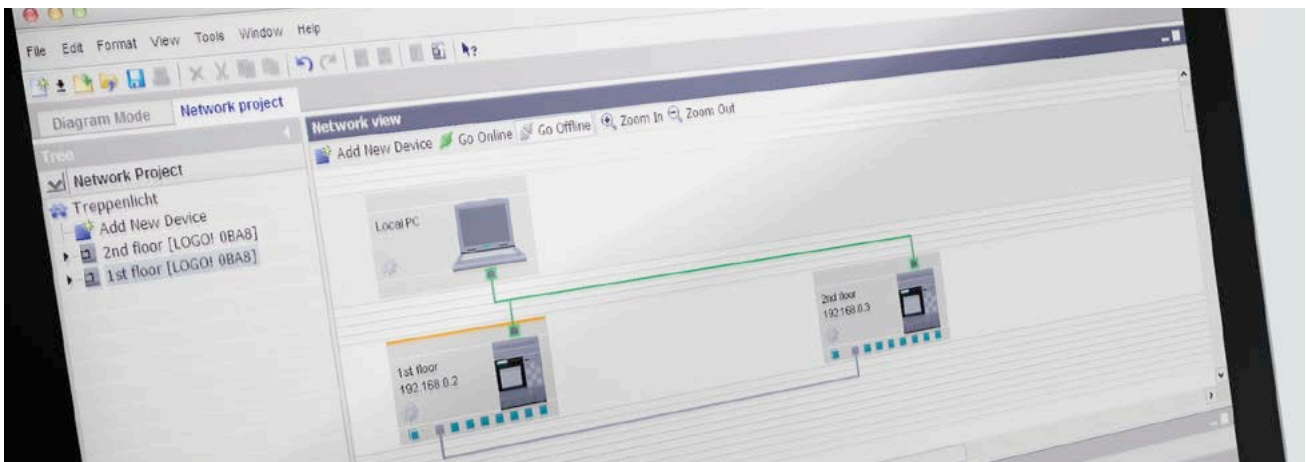 File Edit Format View Tools Window Help
Diagram Mode Network project
Tree
Network Project
Treppenlicht
Add New Device
2nd floor [LOGO! 0BA8]
1st floor [LOGO! 0BA8]
Network view
Add New Device Go Online Go Offline Zoom In Zoom Out
Local PC
1st floor
192.168.0.2
2nd floor
192.168.0.3